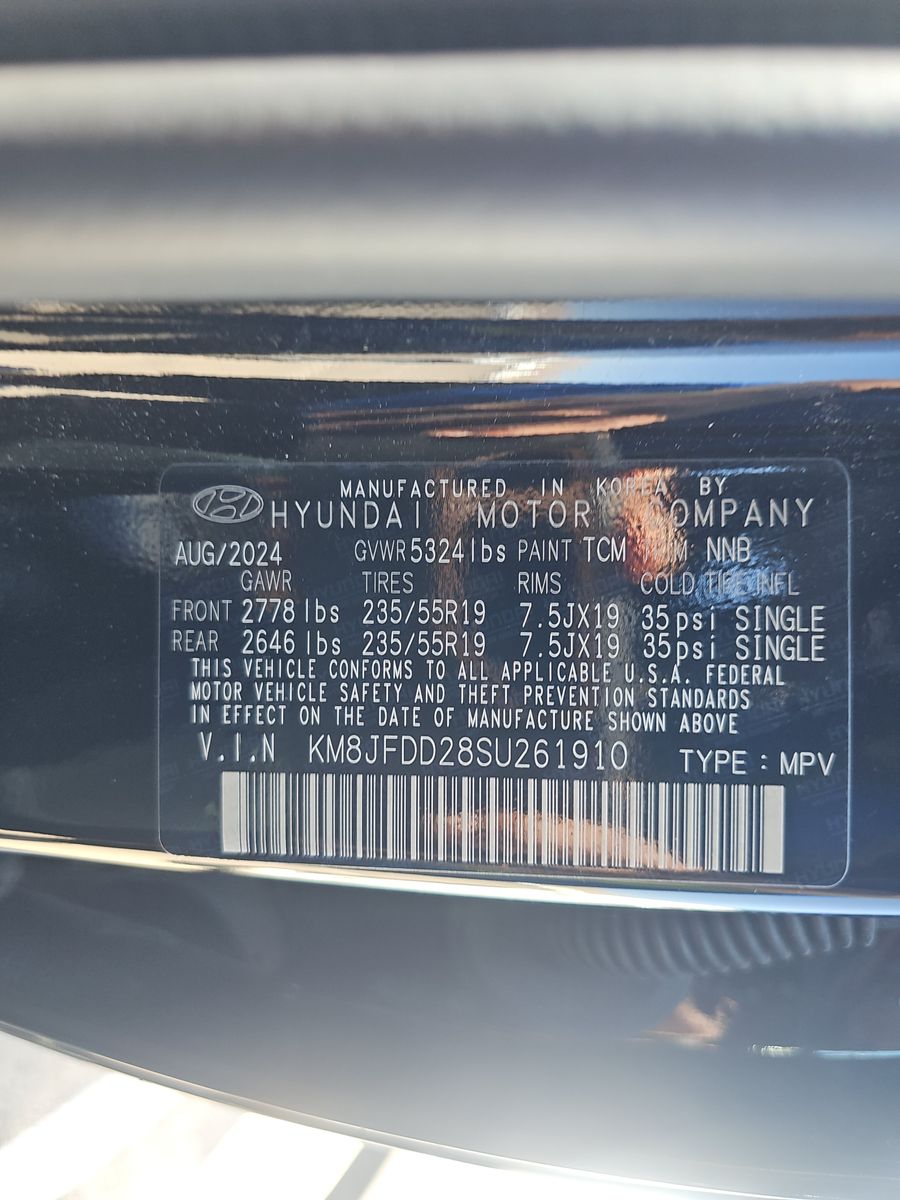 MANUFACTURED IN KOREA BY
HYUNDAI MOTOR COMPANY
AUG/2024 GVWR 5324 lbs PAINT TCM NNB
GAWR TIRES RIMS COLD TIRE INFL
FRONT 2778 lbs 235/55R19 7.5JX19 35psi SINGLE
REAR 2646 lbs 235/55R19 7.5JX19 35psi SINGLE
THIS VEHICLE CONFORMS TO ALL APPLICABLE U.S.A. FEDERAL
MOTOR VEHICLE SAFETY AND THEFT PREVENTION STANDARDS
IN EFFECT ON THE DATE OF MANUFACTURE SHOWN ABOVE
V.I.N KM8JFDD28SU261910 TYPE : MPV